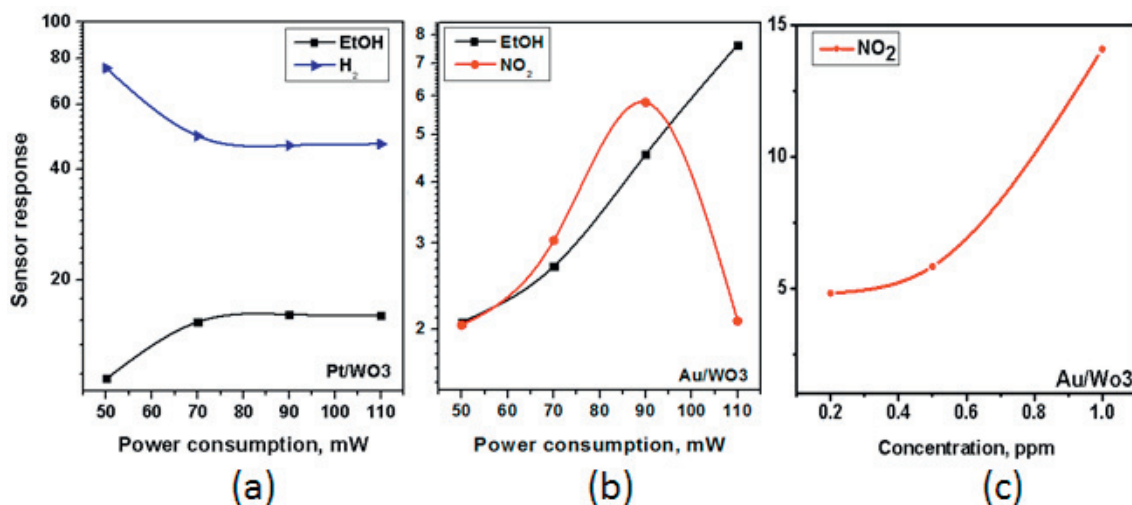 Sensor response
100
80
60
40
20
EtOH
H₂
Pt/WO3
50 60 70 80 90 100 110
Power consumption, mW
(a)
8
7
6
5
4
3
2
EtOH
NO₂
Au/WO3
50 60 70 80 90 100 110
Power consumption, mW
(b)
15
10
5
NO₂
Au/Wo3
0.2 0.4 0.6 0.8 1.0
Concentration, ppm
(c)